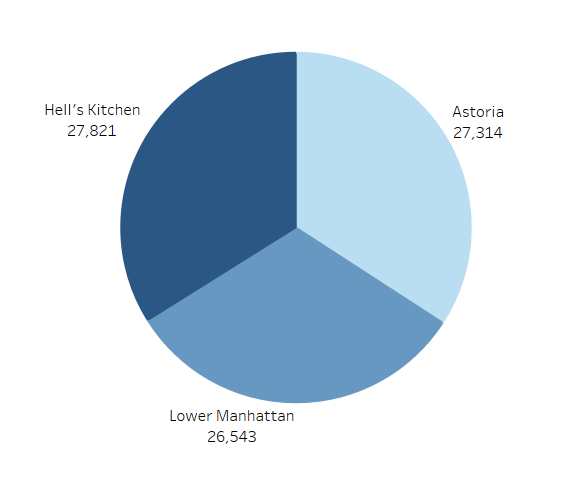 Hell's Kitchen
27,821
Astoria
27,314
Lower Manhattan
26,543